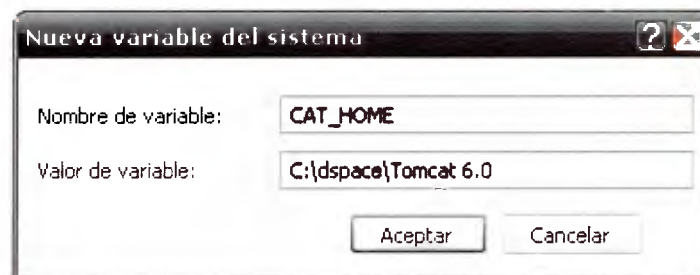 Nueva variable del sistema
Nombre de variable: CAT_HOME
Valor de variable: C:\dspace\Tomcat 6.0
Aceptar Cancelar